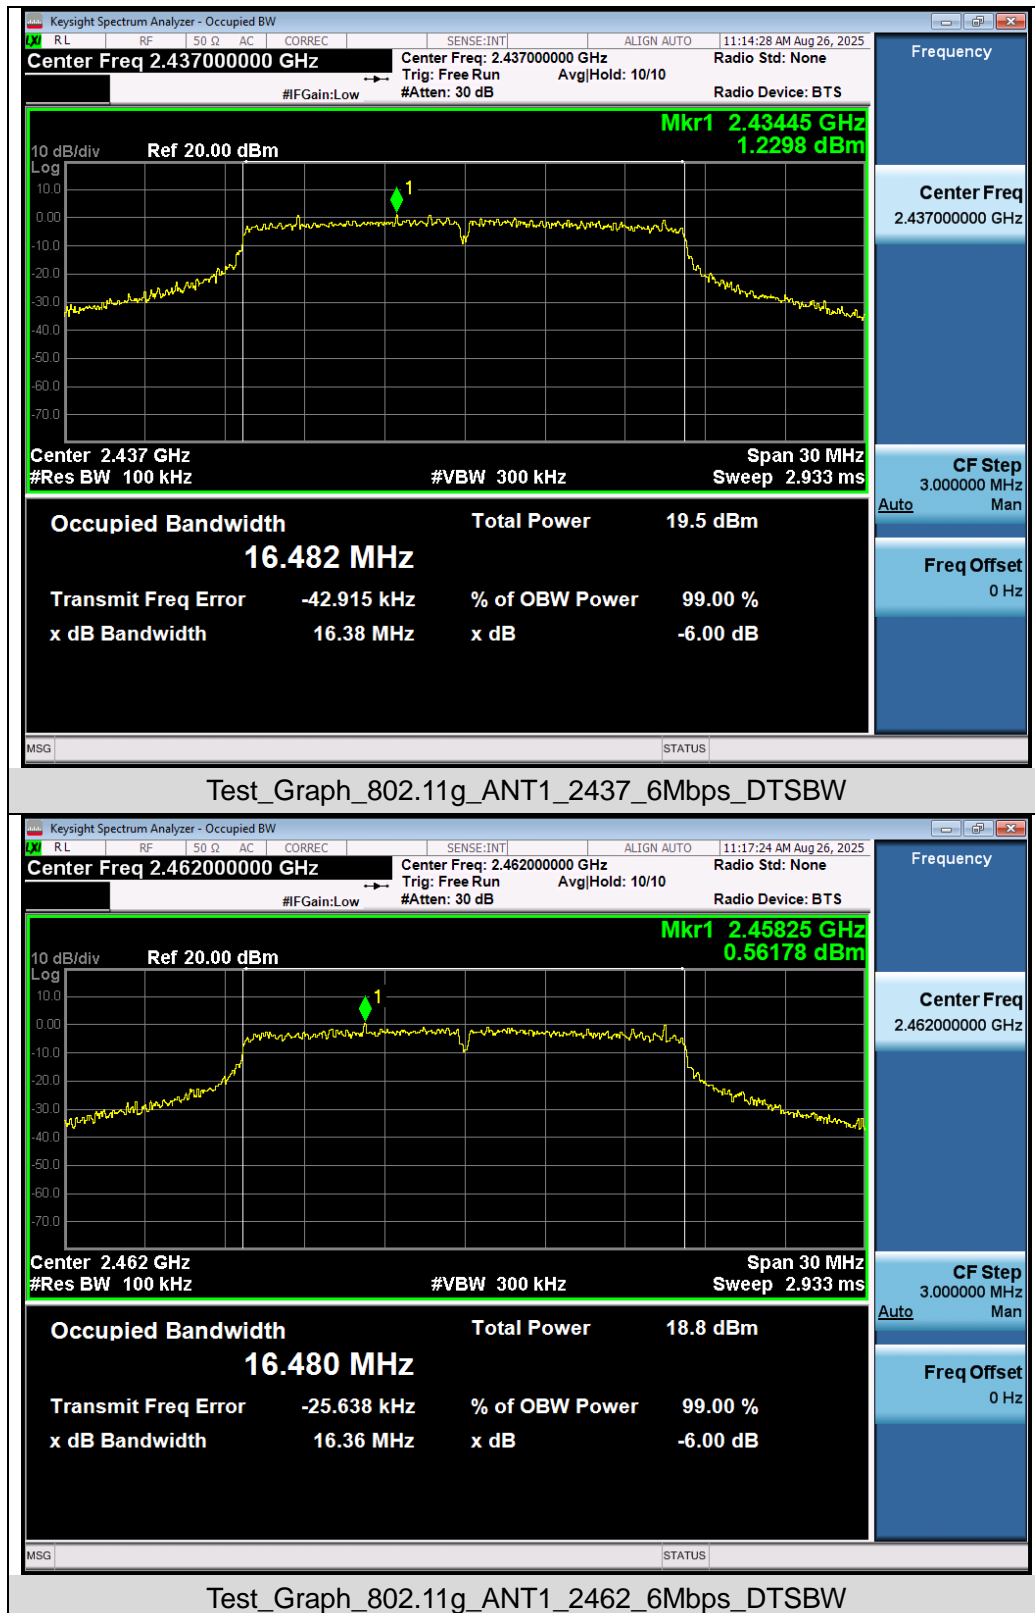 Keysight Spectrum Analyzer - Occupied BW
LXI RL RF 50 Ω AC CORREC SENSE:INT ALIGN AUTO 11:14:28 AM Aug 26, 2025
Center Freq 2.437000000 GHz
Center Freq: 2.437000000 GHz
Radio Std: None
Trig: Free Run Avg|Hold: 10/10
#IFGain:Low
#Atten: 30 dB
Radio Device: BTS
Frequency
Mkr1 2.43445 GHz
1.2298 dBm
10 dB/div Ref 20.00 dBm
Log
10.0
0.00
-10.0
-20.0
-30.0
-40.0
-50.0
-60.0
-70.0
1
Center Freq
2.437000000 GHz
Center 2.437 GHz
Span 30 MHz
#Res BW 100 kHz
#VBW 300 kHz
Sweep 2.933 ms
CF Step
3.000000 MHz
Auto Man
Occupied Bandwidth
Total Power 19.5 dBm
16.482 MHz
Freq Offset
0 Hz
Transmit Freq Error -42.915 kHz % of OBW Power 99.00 %
x dB Bandwidth 16.38 MHz x dB -6.00 dB
MSG STATUS
Test_Graph_802.11g_ANT1_2437_6Mbps_DTSBW
Keysight Spectrum Analyzer - Occupied BW
LXI RL RF 50 Ω AC CORREC SENSE:INT ALIGN AUTO 11:17:24 AM Aug 26, 2025
Center Freq 2.462000000 GHz
Center Freq: 2.462000000 GHz
Radio Std: None
Trig: Free Run Avg|Hold: 10/10
#IFGain:Low
#Atten: 30 dB
Radio Device: BTS
Frequency
Mkr1 2.45825 GHz
0.56178 dBm
10 dB/div Ref 20.00 dBm
Log
10.0
0.00
-10.0
-20.0
-30.0
-40.0
-50.0
-60.0
-70.0
1
Center Freq
2.462000000 GHz
Center 2.462 GHz
Span 30 MHz
#Res BW 100 kHz
#VBW 300 kHz
Sweep 2.933 ms
CF Step
3.000000 MHz
Auto Man
Occupied Bandwidth
Total Power 18.8 dBm
16.480 MHz
Freq Offset
0 Hz
Transmit Freq Error -25.638 kHz % of OBW Power 99.00 %
x dB Bandwidth 16.36 MHz x dB -6.00 dB
MSG STATUS
Test_Graph_802.11g_ANT1_2462_6Mbps_DTSBW